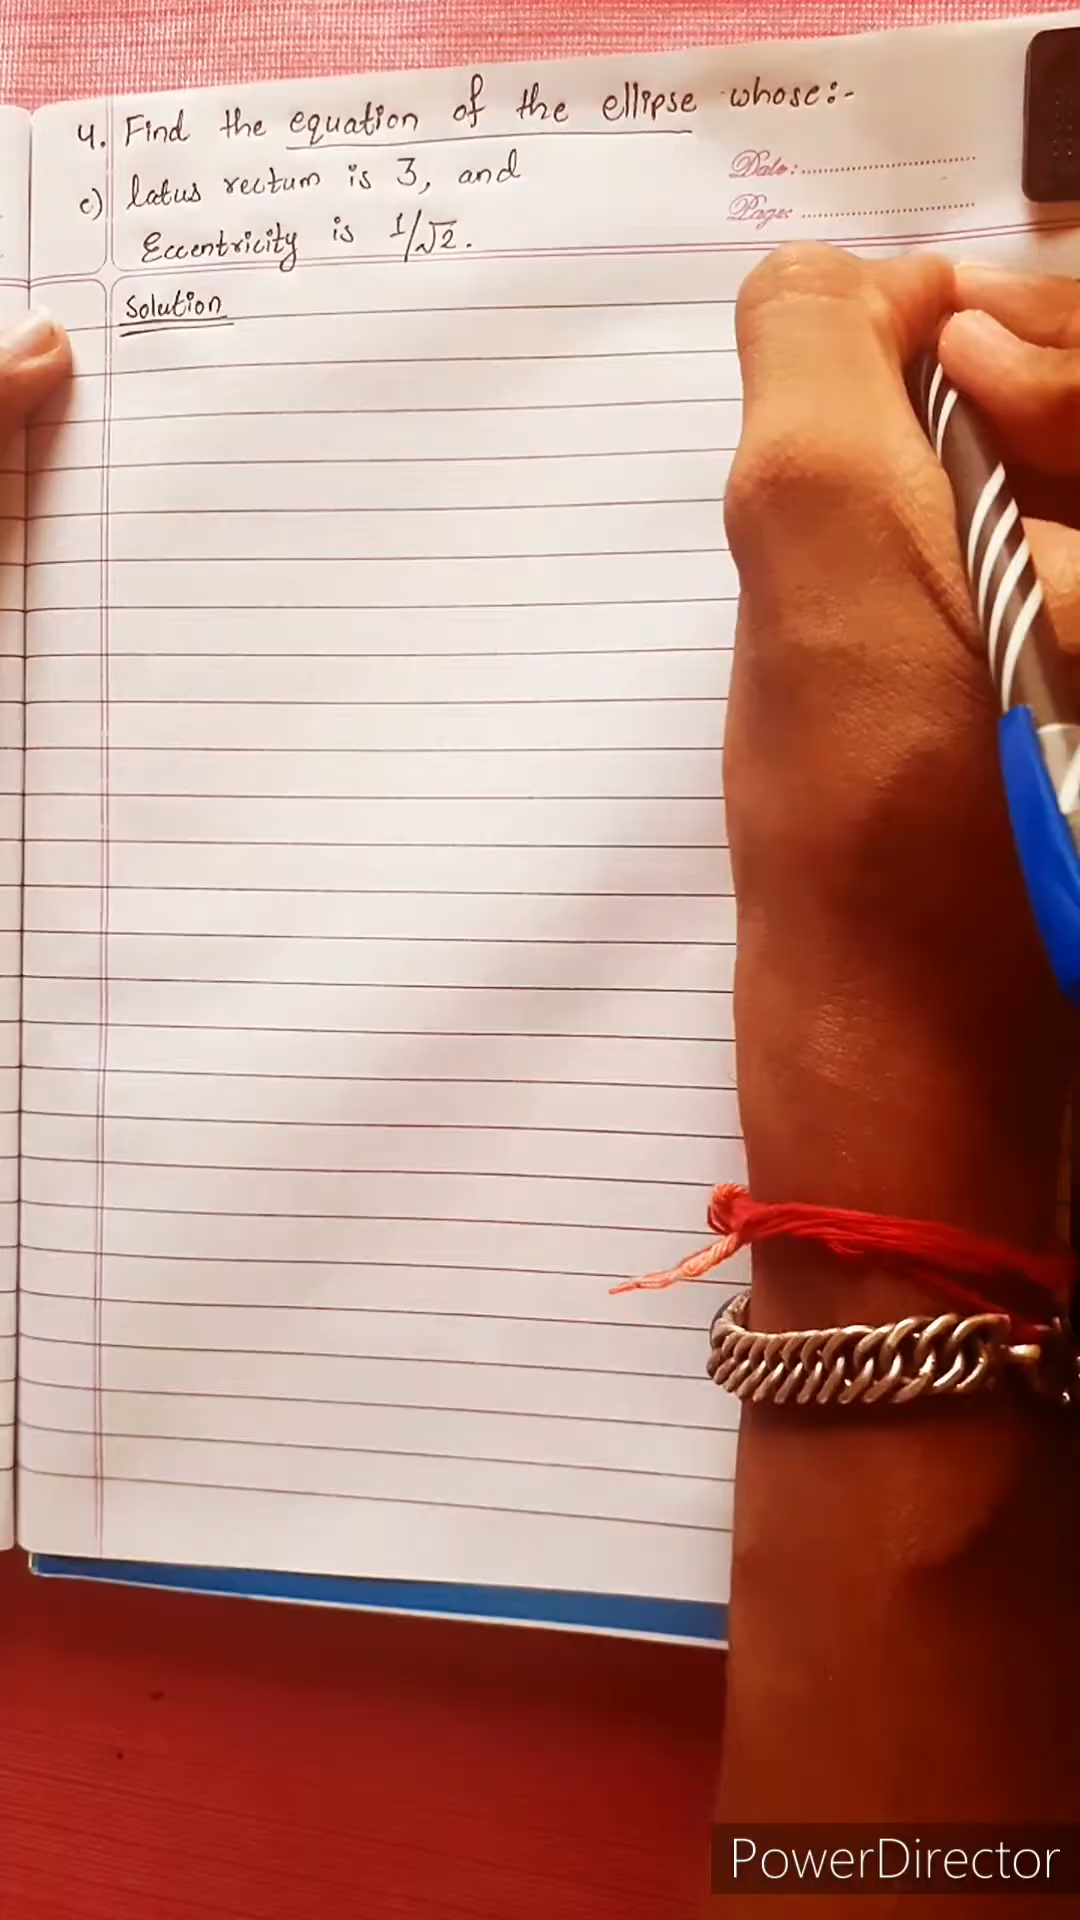 4. Find the equation of the ellipse whose:-
c) latus rectum is 3, and
Eccentricity is 1/√2.
Date:
Page:
Solution
PowerDirector